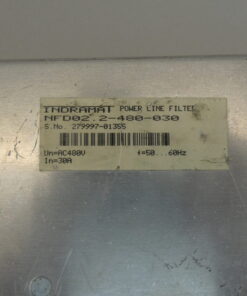 INDRAMAT POWER LINE FILTER
NFD02.2-480-030
S.No. 279997-01355
Un=AC480V f=50...60Hz
In=30A